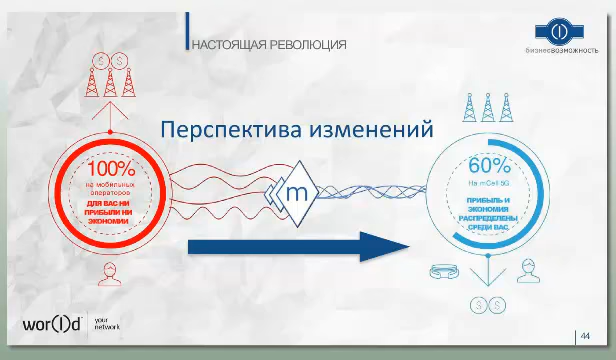 НАСТОЯЩАЯ РЕВОЛЮЦИЯ
бизнесвозможность
Перспектива изменений
100%
на мобильных
операторов
ДЛЯ ВАС НИ
ПРИБЫЛИ НИ
ЭКОНОМИИ
m
60%
На mCell 5G
ПРИБЫЛЬ И
ЭКОНОМИЯ
РАСПРЕДЕЛЕНЫ
СРЕДИ ВАС
wor(l)d
your
network
44